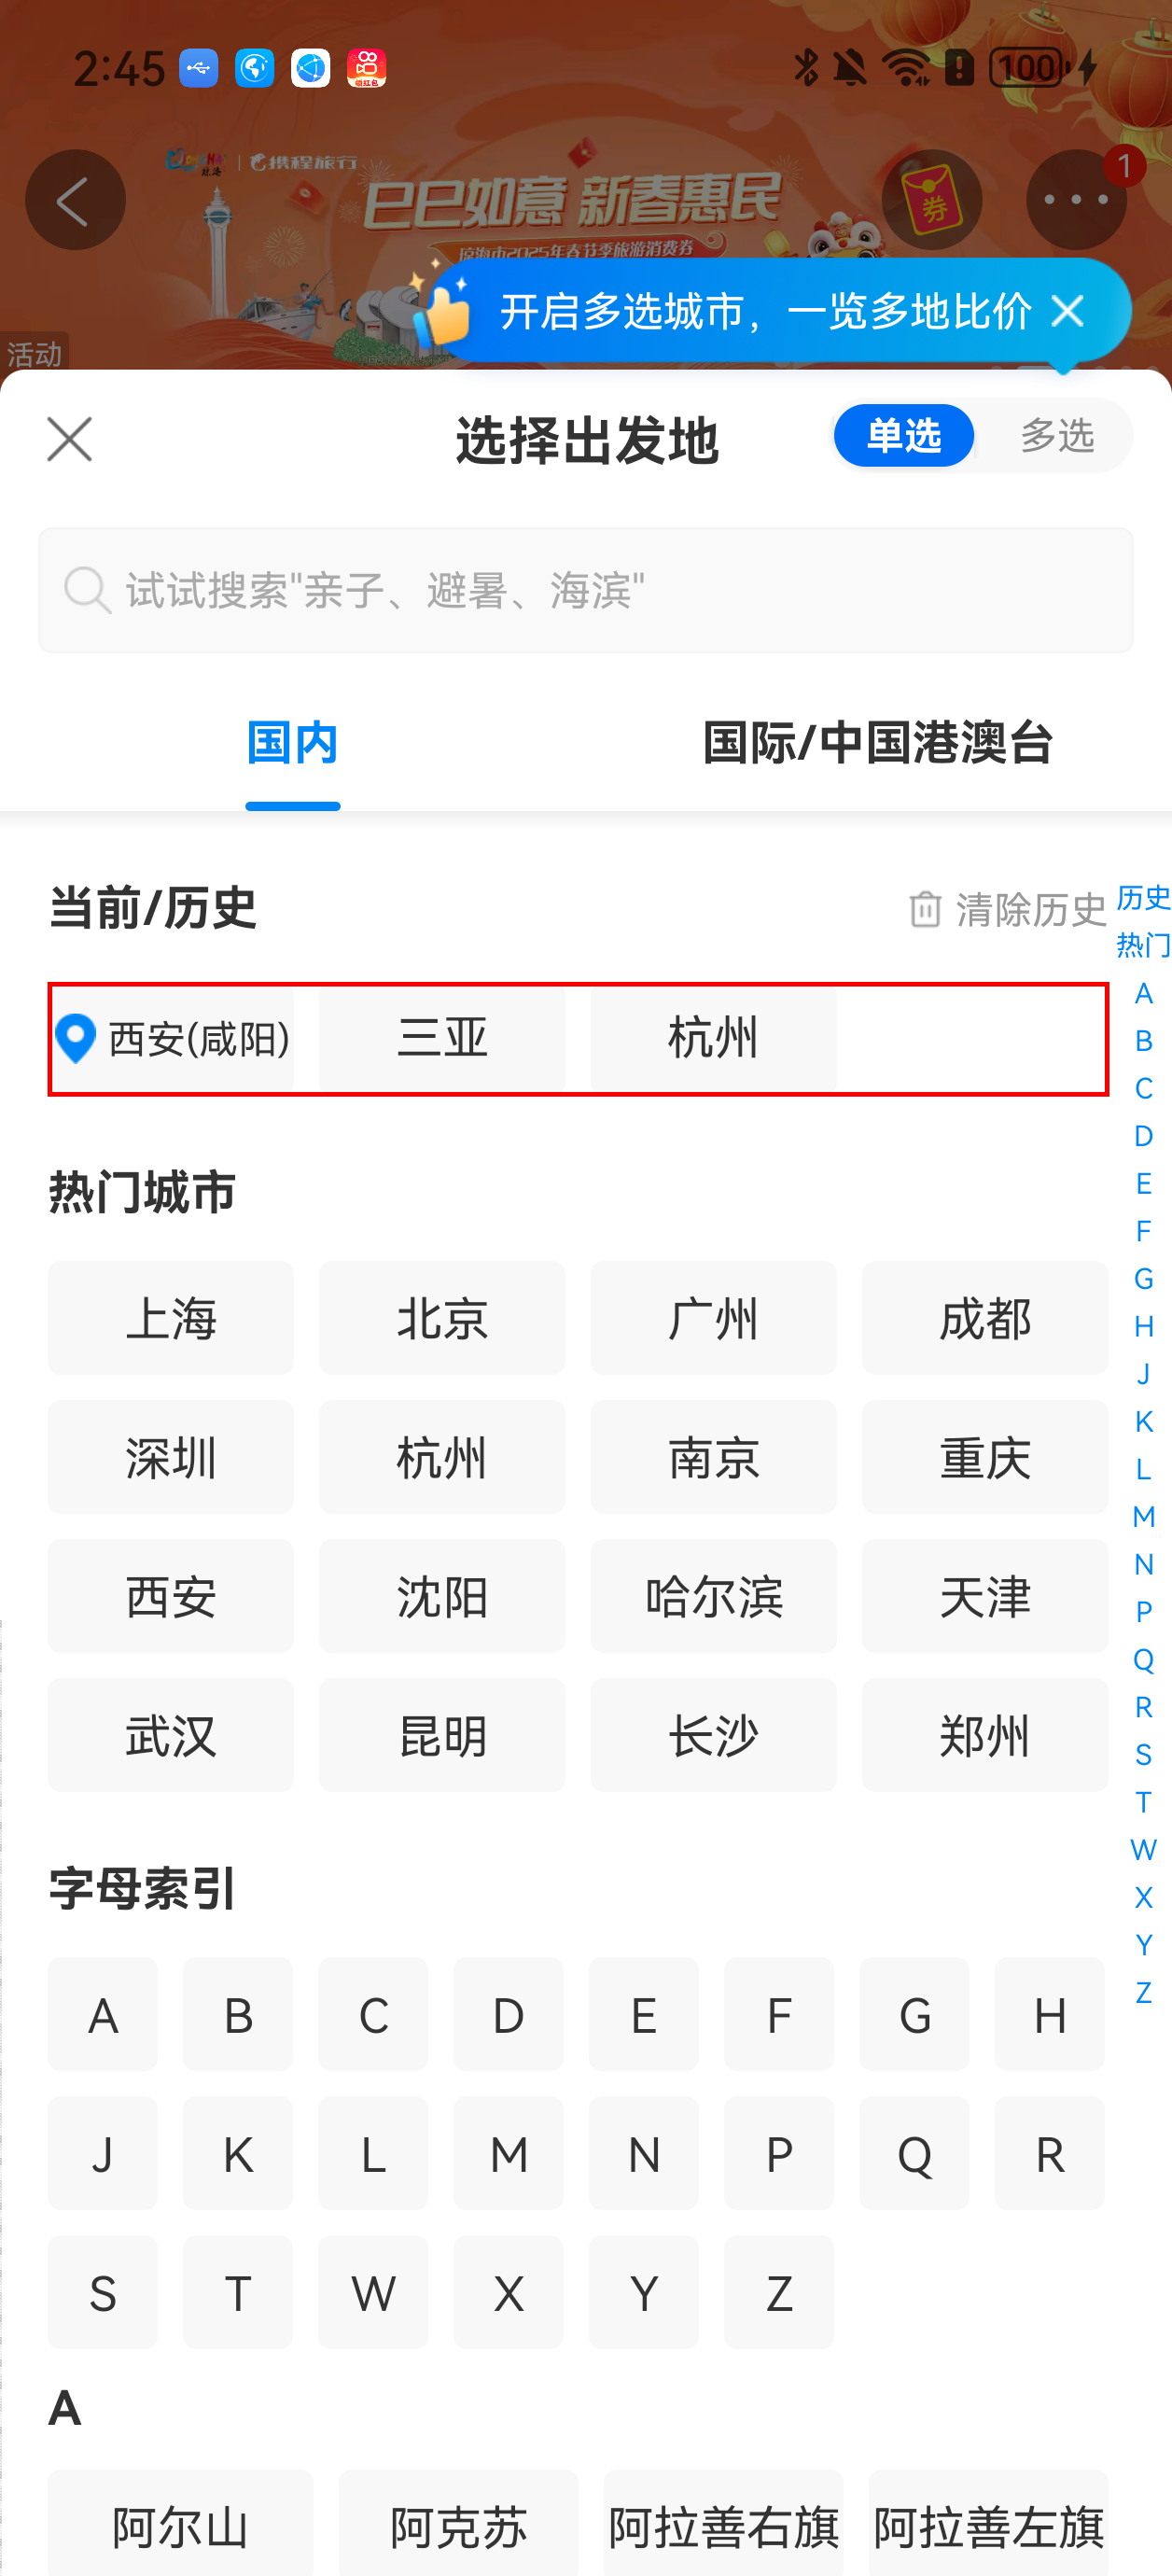 2:45
领红包
100
携程旅行
巳巳如意 新春惠民
琼海市2025年春节季旅游消费券
券
1
开启多选城市，一览多地比价
活动
选择出发地
单选
多选
试试搜索"亲子、避暑、海滨"
国内
国际/中国港澳台
当前/历史
清除历史
历史
热门
A
B
C
D
E
F
G
H
J
K
L
M
N
P
Q
R
S
T
W
X
Y
Z
西安(咸阳) 三亚 杭州
热门城市
上海 北京 广州 成都
深圳 杭州 南京 重庆
西安 沈阳 哈尔滨 天津
武汉 昆明 长沙 郑州
字母索引
A B C D E F G H
J K L M N P Q R
S T W X Y Z
A
阿尔山 阿克苏 阿拉善右旗 阿拉善左旗